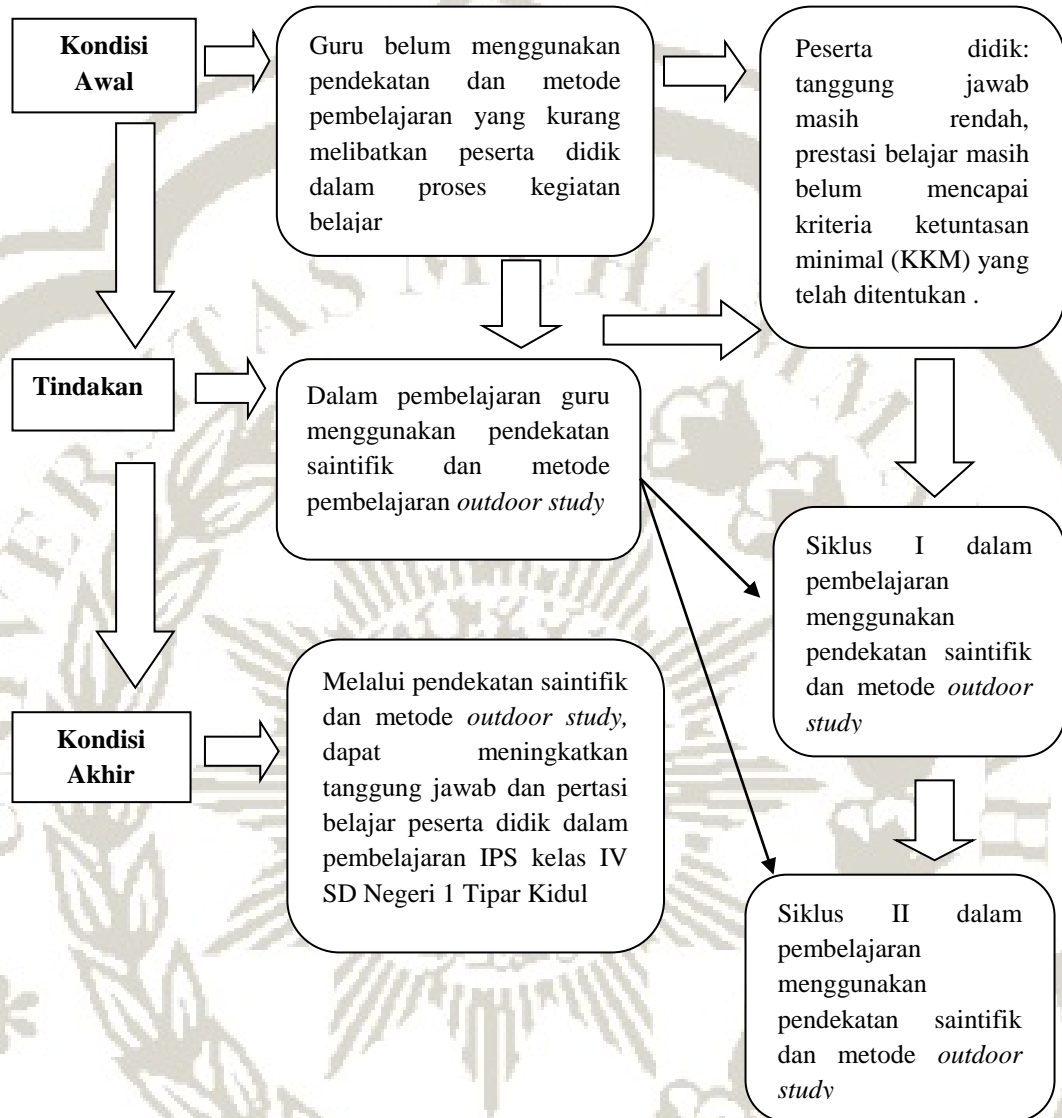 Kondisi
Awal
Guru belum menggunakan
pendekatan dan metode
pembelajaran yang kurang
melibatkan peserta didik
dalam proses kegiatan
belajar
Peserta didik:
tanggung jawab
masih rendah,
prestasi belajar masih
belum mencapai
kriteria ketuntasan
minimal (KKM) yang
telah ditentukan .
Tindakan
Dalam pembelajaran guru
menggunakan pendekatan
saintifik dan metode
pembelajaran outdoor study
Siklus I dalam
pembelajaran
menggunakan
pendekatan saintifik
dan metode outdoor
study
Kondisi
Akhir
Melalui pendekatan saintifik
dan metode outdoor study,
dapat meningkatkan
tanggung jawab dan pertasi
belajar peserta didik dalam
pembelajaran IPS kelas IV
SD Negeri 1 Tipar Kidul
Siklus II dalam
pembelajaran
menggunakan
pendekatan saintifik
dan metode outdoor
study